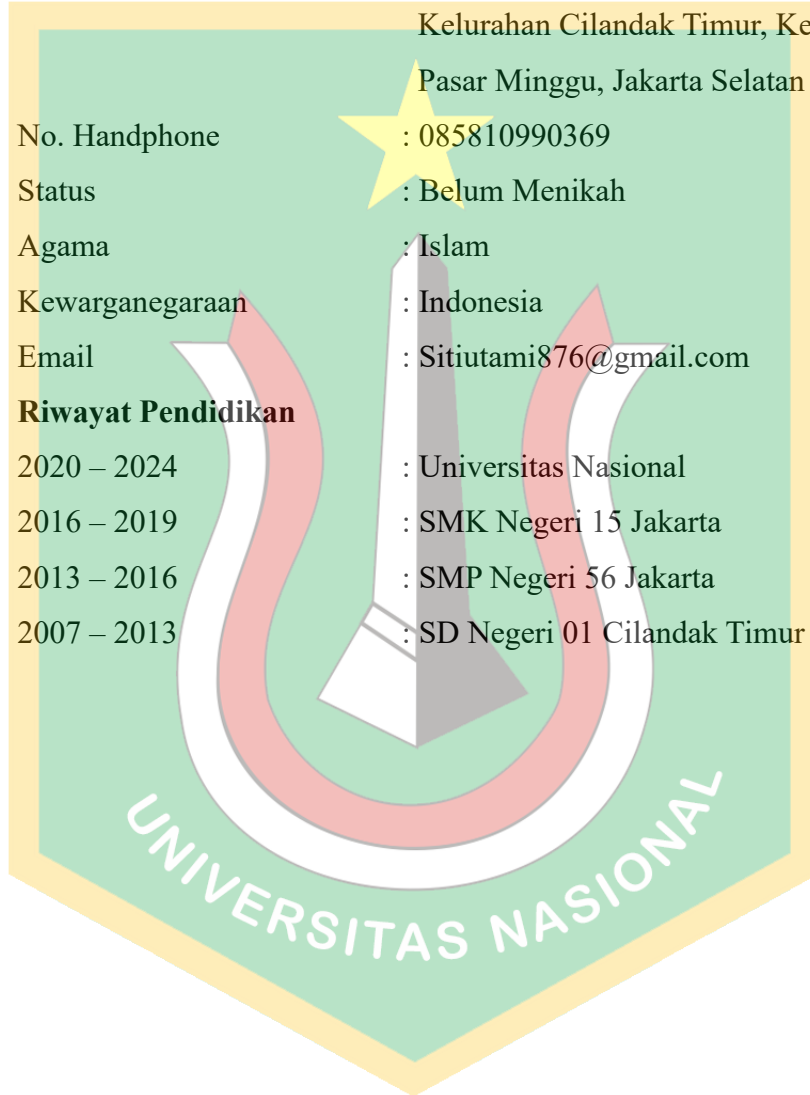 Kelurahan Cilandak Timur,
Pasar Minggu, Jakarta Selatan
No. Handphone : 085810990369
Status : Belum Menikah
Agama : Islam
Kewarganegaraan : Indonesia
Email : Sitiutami876@gmail.com
Riwayat Pendidikan
2020 – 2024 : Universitas Nasional
2016 – 2019 : SMK Negeri 15 Jakarta
2013 – 2016 : SMP Negeri 56 Jakarta
2007 – 2013 : SD Negeri 01 Cilandak Timur
UNIVERSITAS NASIONAL